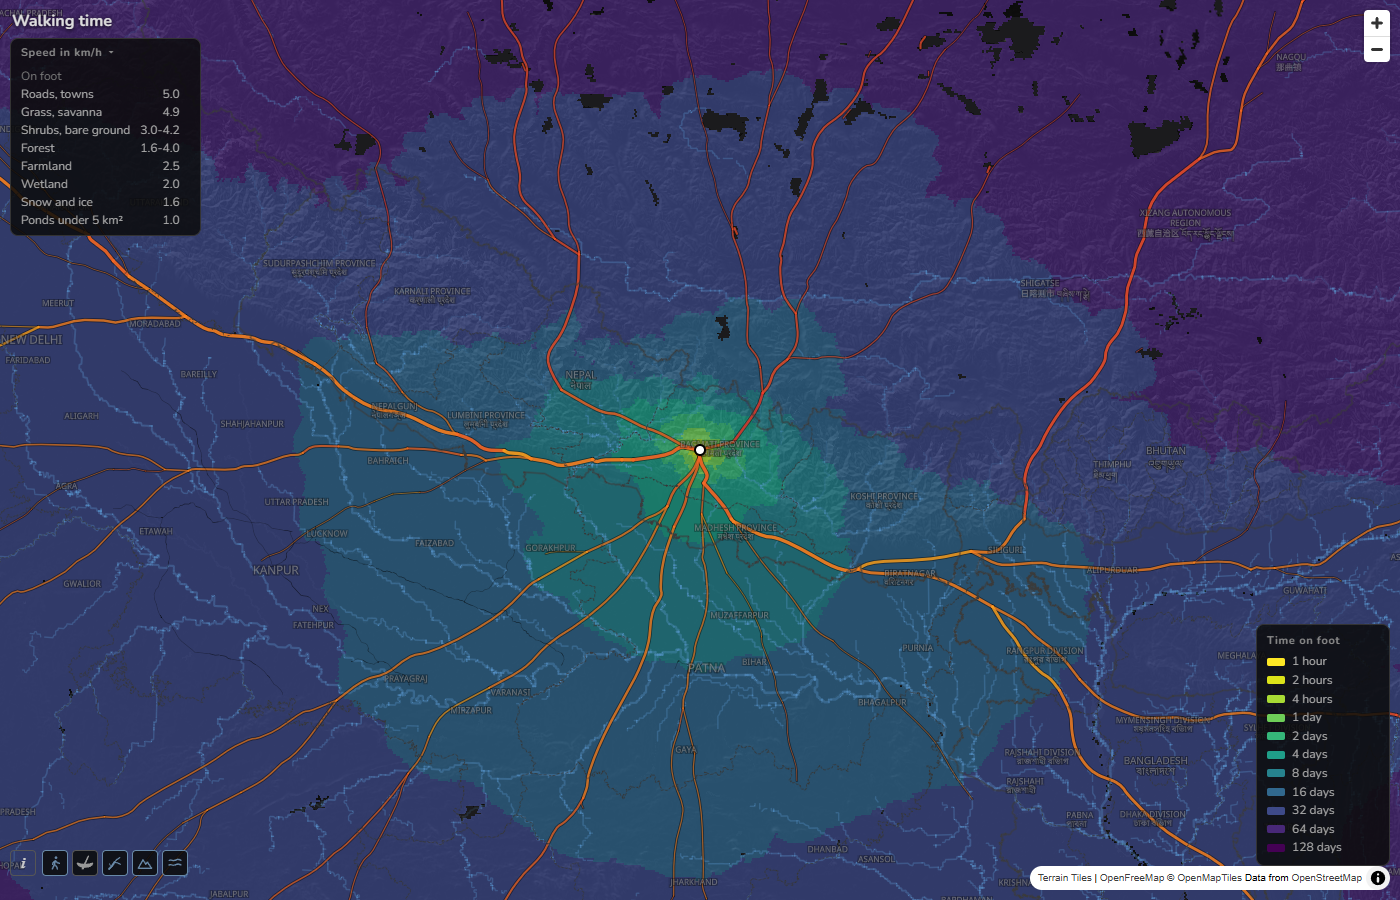 Walking time
Speed in km/h
On foot
Roads, towns 5.0
Grass, savanna 4.9
Shrubs, bare ground 3.0-4.2
Forest 1.6-4.0
Farmland 2.5
Wetland 2.0
Snow and ice 1.6
Ponds under 5 km² 1.0
NAGQU
XIZANG AUTONOMOUS
REGION
西藏自治区
SUDURPASHCHIM PROVINCE
KARNALI PROVINCE
SHIGATSE
MEERUT
MORADABAD
NEW DELHI
FARIDABAD
BAREILLY
NEPAL
नेपाल
ALIGARH
SHAHJAHANPUR
NEPALGUNJ
LUMBINI PROVINCE
BAHRAICH
BHUTAN
THIMPHU
AGRA
UTTAR PRADESH
KOSHI PROVINCE
ETAWAH
LUCKNOW
FAIZABAD
GORAKHPUR
MADHESH PROVINCE
SILIGURI
KANPUR
GWALIOR
BIRATNAGAR
ALIPURDUAR
GUWAHATI
NEX
FATEHPUR
MUZAFFARPUR
PURNIA
RANGPUR DIVISION
PATNA
BIHAR
PRAYAGRAJ
VARANASI
MIRZAPUR
BHAGALPUR
MYMENSINGH DIVISION
GAYA
RAJSHAHI DIVISION
BANGLADESH
বাংলাদেশ
RAJSHAHI
PRADESH
PABNA
DHAKA DIVISION
DHANBAD
ASANSOL
JHARKHAND
JABALPUR
Time on foot
1 hour
2 hours
4 hours
1 day
2 days
4 days
8 days
16 days
32 days
64 days
128 days
Terrain Tiles | OpenFreeMap © OpenMapTiles Data from OpenStreetMap